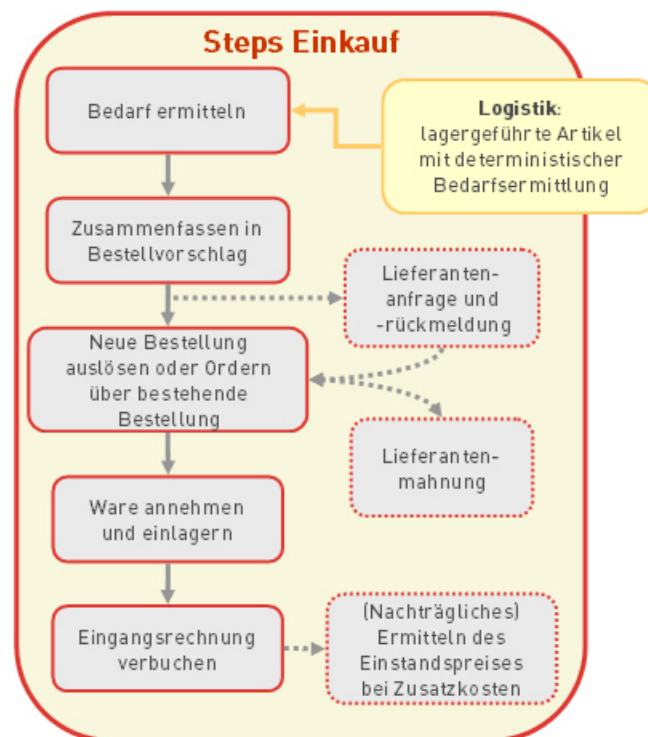 Steps Einkauf
Bedarf ermitteln
Logistik:
lagergeführte Artikel
mit deterministischer
Bedarfsermittlung
Zusammenfassen in
Bestellvorschlag
Lieferanten-
anfrage und
-rückmeldung
Neue Bestellung
auslösen oder Ordern
über bestehende
Bestellung
Lieferanten-
mahnung
Ware annehmen
und einlagern
Eingangsrechnung
verbuchen
(Nachträgliches)
Ermitteln des
Einstandspreises
bei Zusatzkosten